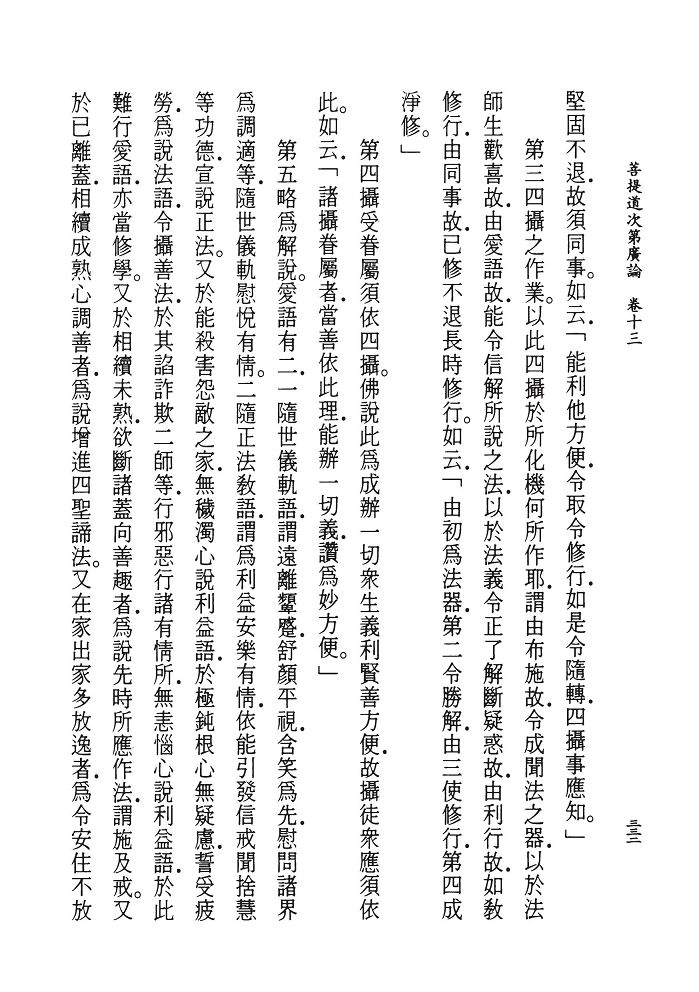 菩提道次第廣論　卷十三
三三二
堅固不退．故須同事。如云．「能利他方便．令取令修行．如是令隨轉．四攝事應知。」
第三四攝之作業。以此四攝於所化機何所作耶．謂由布施故．令成聞法之器．以於法
師生歡喜故．由愛語故．能令信解所說之法．以於法義令正了解斷疑惑故．由利行故．如教
修行．由同事故．已修不退長時修行。如云．「由初為法器．第二令勝解．由三使修行．第四成
淨修。」
第四攝受眷屬須依四攝。佛說此為成辦一切衆生義利賢善方便．故攝徒衆應須依
此。如云．「諸攝眷屬者．當善依此理．能辦一切義．讚為妙方便。」
第五略為解說。愛語有二．一隨世儀軌語．謂遠離顰蹙．舒顏平視．含笑為先．慰問諸界
為調適等．隨世儀軌慰悅有情。二隨正法教語．謂為利益安樂有情．依能引發信戒聞捨慧
等功德．宣說正法。又於能殺害怨敵之家．無穢濁心說利益語．於極鈍根心無疑慮．誓受疲
勞．為說法語．令攝善法．於其諂詐欺二師等．行邪惡行諸有情所．無恚惱心說利益語．於此
難行愛語．亦當修學。又於相續未熟．欲斷諸蓋向善趣者．為說先時所應作法．謂施及戒。又
於已離蓋．相續成熟心調善者．為說增進四聖諦法。又在家出家多放逸者．為令安住不放